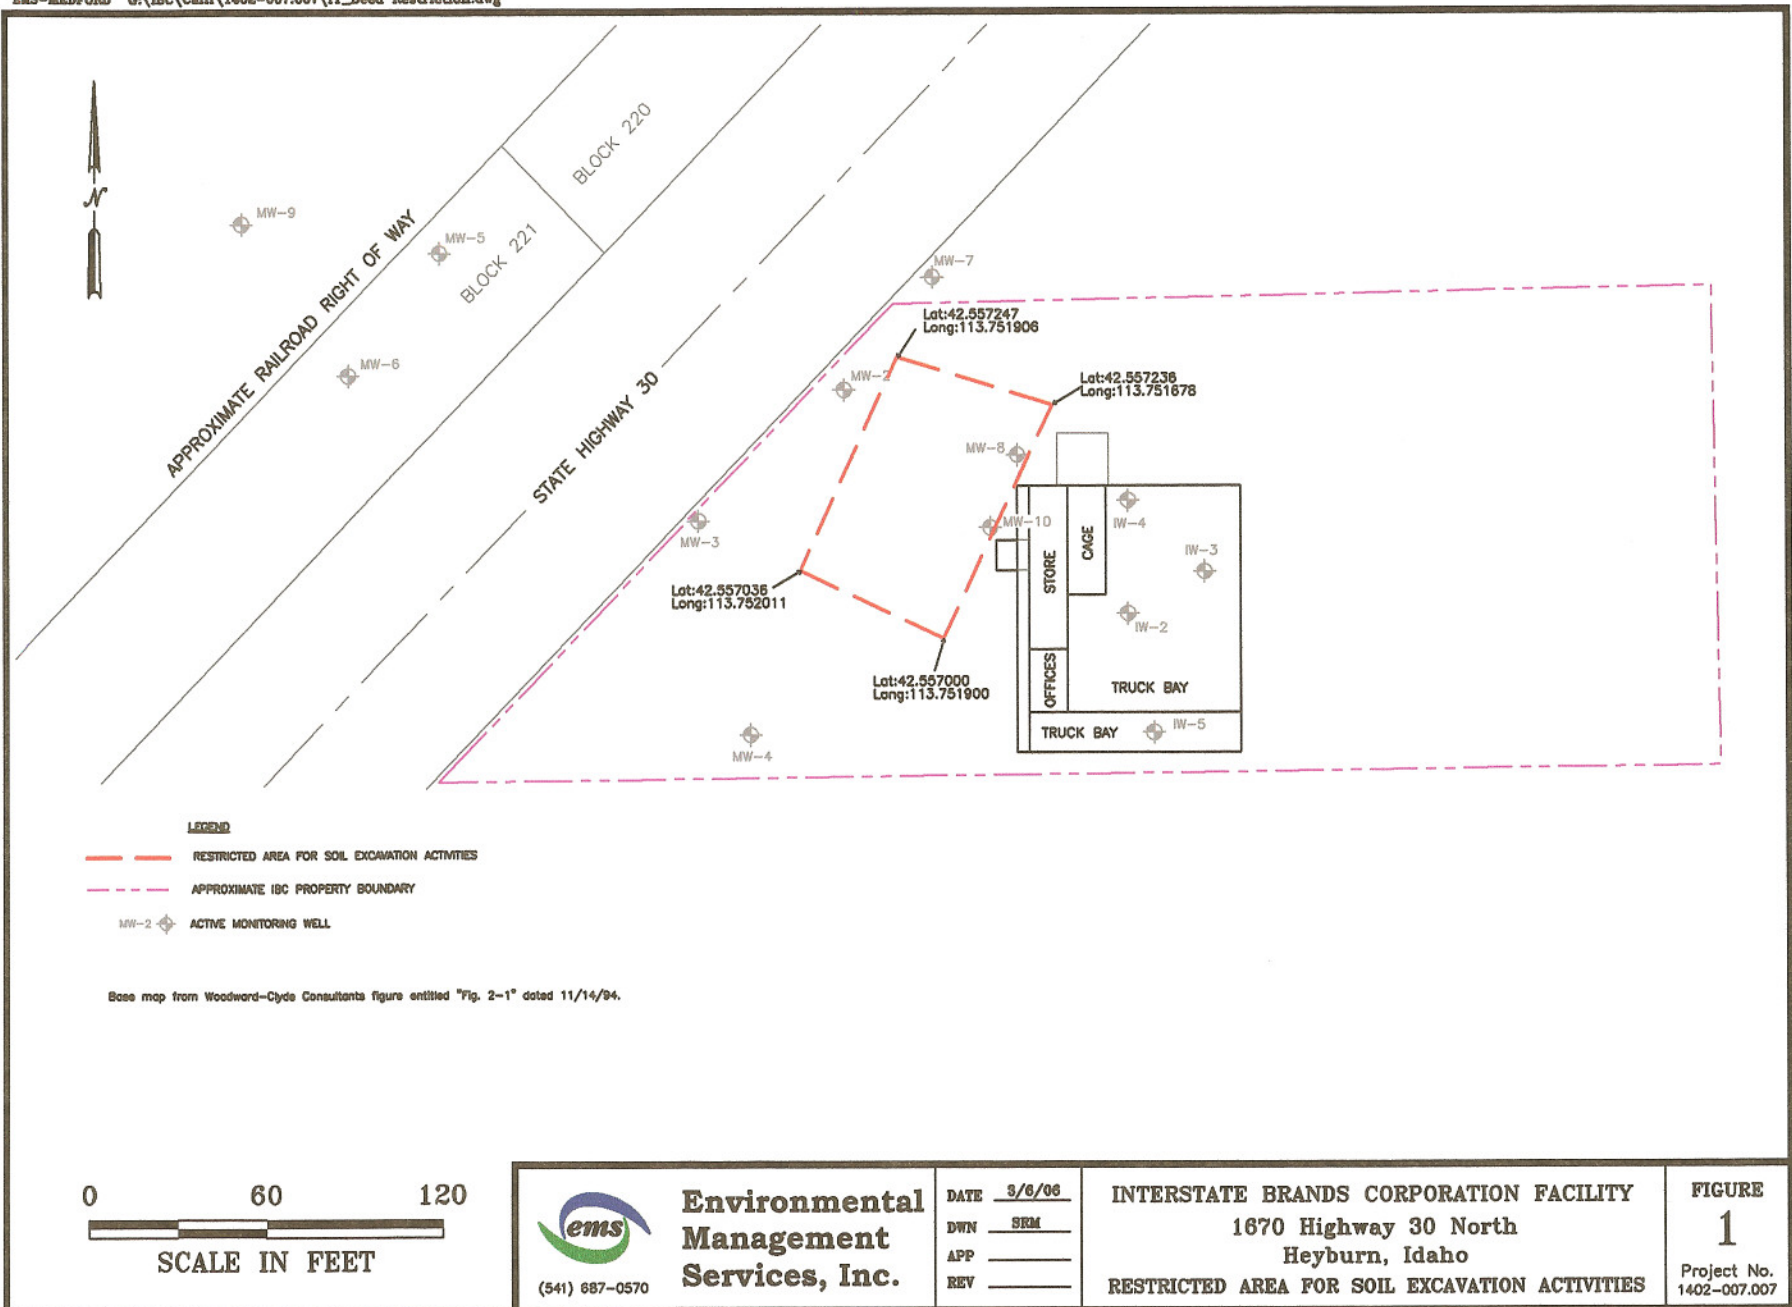 N
BLOCK 220
BLOCK 221
MW-9
MW-5
MW-6
APPROXIMATE RAILROAD RIGHT OF WAY
STATE HIGHWAY 30
MW-7
Lat:42.557247
Long:113.751906
MW-2
Lat:42.557236
Long:113.751678
MW-8
MW-10
MW-3
IW-4
CAGE
STORE
IW-3
Lat:42.557036
Long:113.752011
IW-2
OFFICES
Lat:42.557000
Long:113.751900
TRUCK BAY
TRUCK BAY
IW-5
MW-4
LEGEND
RESTRICTED AREA FOR SOIL EXCAVATION ACTIVITIES
APPROXIMATE IBC PROPERTY BOUNDARY
MW-2 ACTIVE MONITORING WELL
Base map from Woodward-Clyde Consultants figure entitled "Fig. 2-1" dated 11/14/94.
0 60 120
SCALE IN FEET
ems
(541) 687-0570
Environmental
Management
Services, Inc.
DATE 3/6/06
DWN SRM
APP
REV
INTERSTATE BRANDS CORPORATION FACILITY
1670 Highway 30 North
Heyburn, Idaho
RESTRICTED AREA FOR SOIL EXCAVATION ACTIVITIES
FIGURE
1
Project No.
1402-007.007